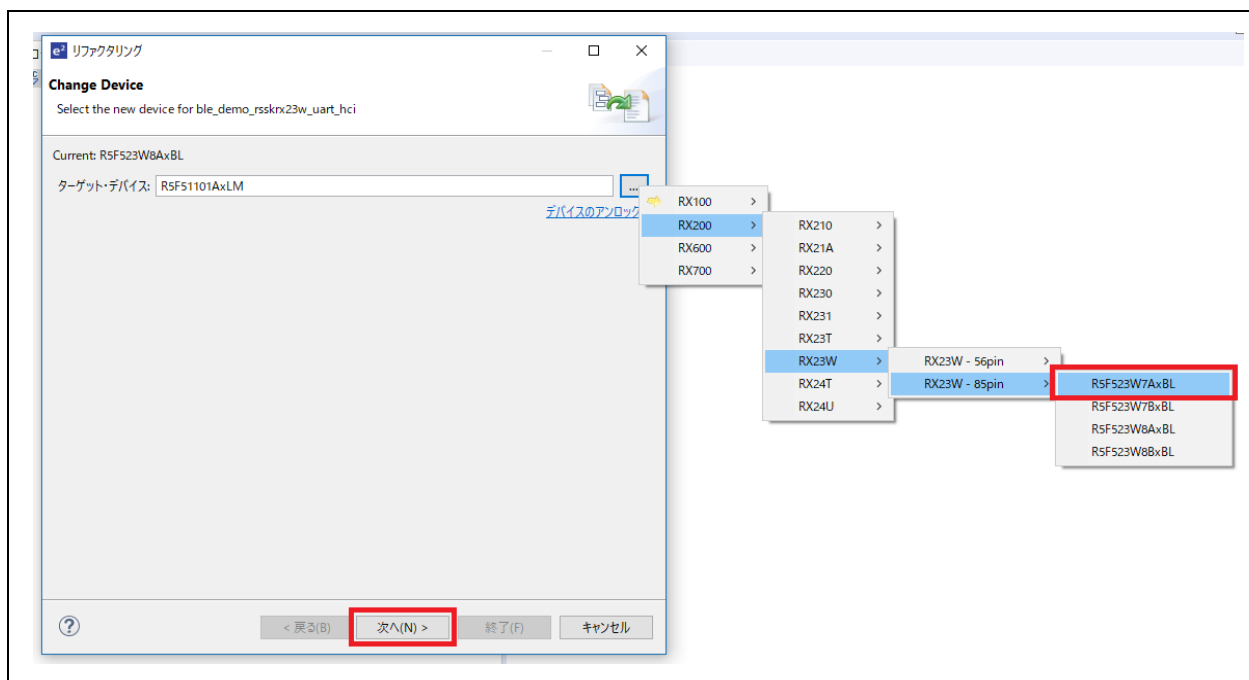 リファクタリング
Change Device
Select the new device for ble_demo_rsskrx23w_uart_hci
Current: R5F523W8AxBL
ターゲット・デバイス: R5F51101AxLM ...
デバイスのアンロック
RX100 >
RX200 >
RX600 >
RX700 >
RX210 >
RX21A >
RX220 >
RX230 >
RX231 >
RX23T >
RX23W >
RX24T >
RX24U >
RX23W - 56pin >
RX23W - 85pin >
R5F523W7AxBL
R5F523W7BxBL
R5F523W8AxBL
R5F523W8BxBL
? < 戻る(B) 次へ(N) > 終了(F) キャンセル